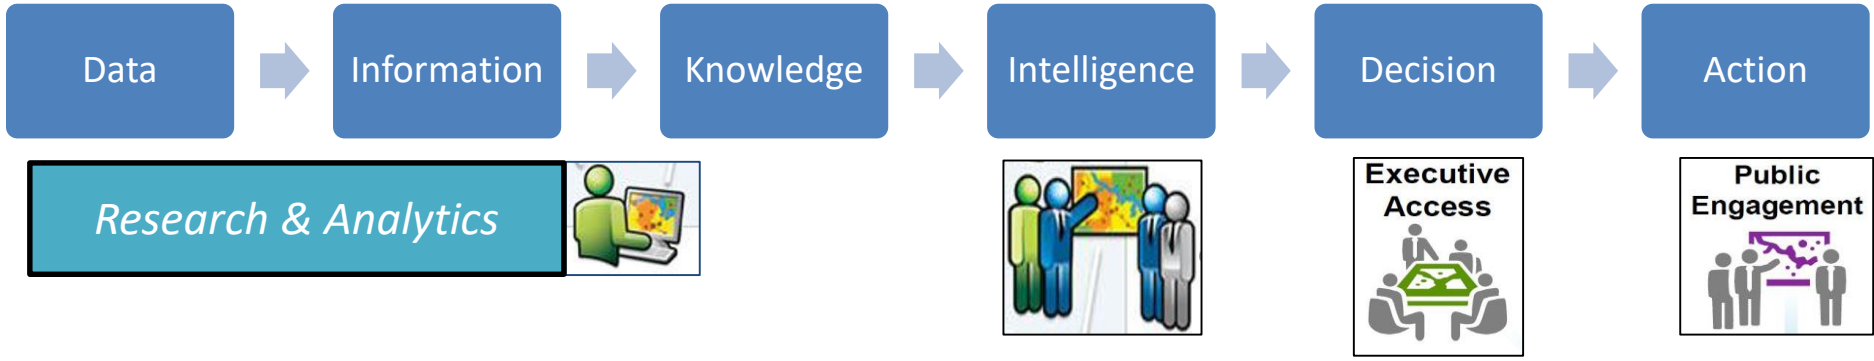 Data
Information
Knowledge
Intelligence
Decision
Action
Research & Analytics
Executive
Access
Public
Engagement